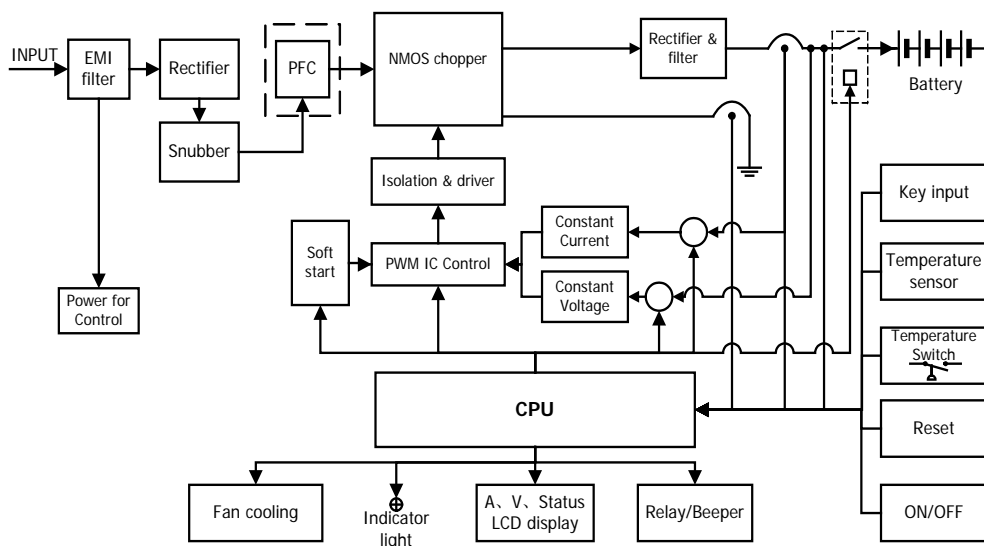 INPUT
EMI
filter
Rectifier
Snubber
PFC
NMOS chopper
Rectifier &
filter
Battery
Isolation & driver
Key input
Constant
Current
Soft
start
PWM IC Control
Temperature
sensor
Constant
Voltage
Power for
Control
Temperature
Switch
CPU
Reset
Fan cooling
Indicator
light
A、V、Status
LCD display
Relay/Beeper
ON/OFF